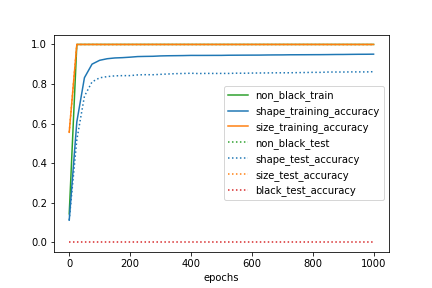 1.0
0.8
0.6
0.4
0.2
0.0
non_black_train
shape_training_accuracy
size_training_accuracy
non_black_test
shape_test_accuracy
size_test_accuracy
black_test_accuracy
0 200 400 600 800 1000
epochs